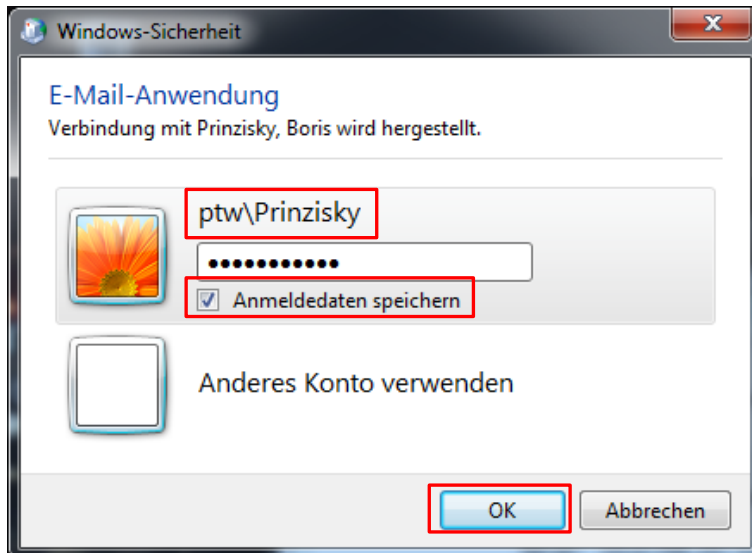 Windows-Sicherheit
E-Mail-Anwendung
Verbindung mit Prinzisky, Boris wird hergestellt.
ptw\Prinzisky
●●●●●●●●●●●
Anmeldedaten speichern
Anderes Konto verwenden
OK
Abbrechen